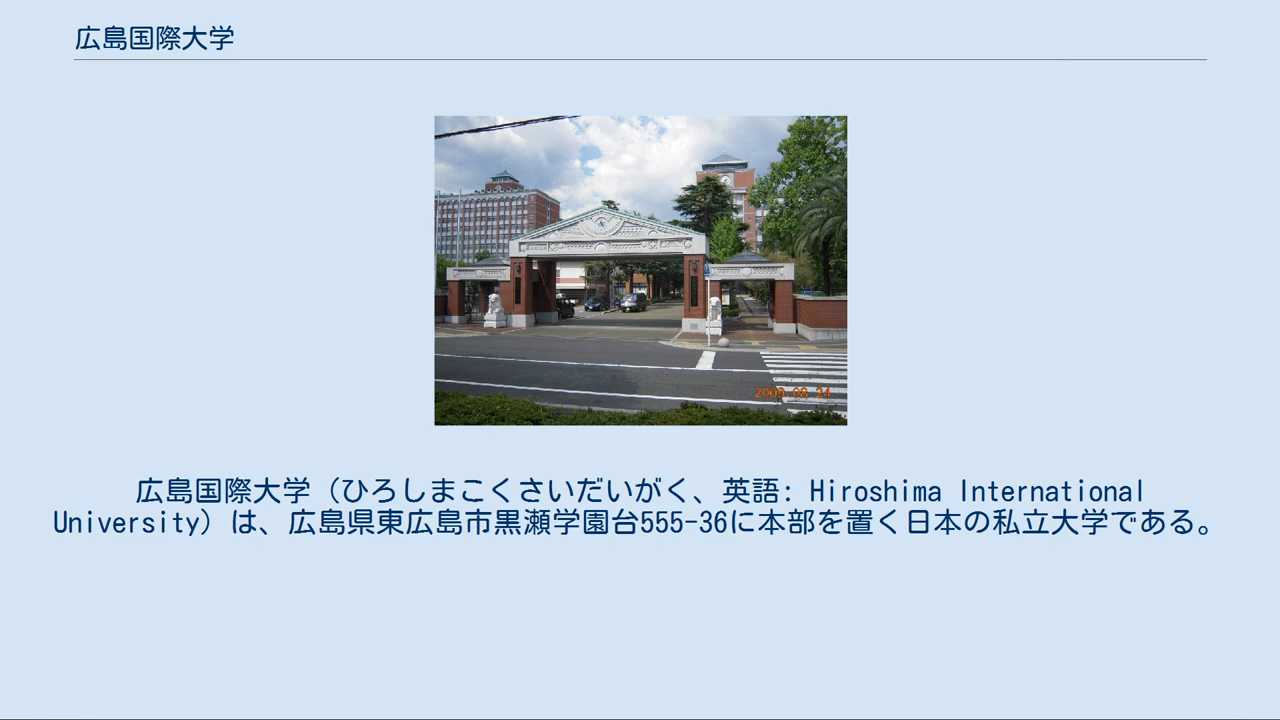 広島国際大学
2009 08 24
広島国際大学（ひろしまこくさいだいがく、英語: Hiroshima International
University）は、広島県東広島市黒瀬学園台555-36に本部を置く日本の私立大学である。